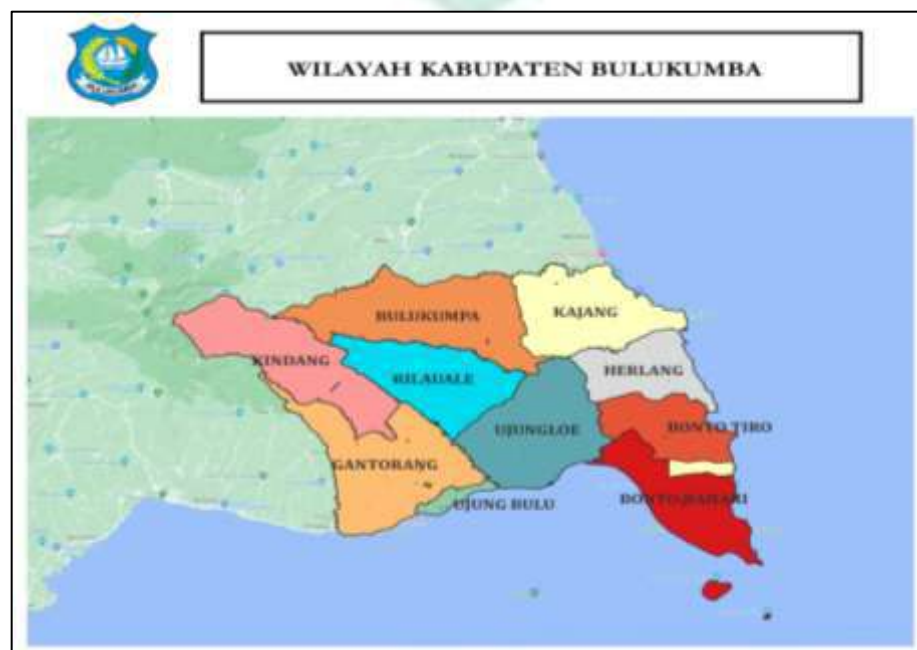 WILAYAH KABUPATEN BULUKUMBA
BULUKUMPA
KAJANG
KINDANG
RILAUALE
HERLANG
UJUNGLOE
BONTO TIRO
GANTORANG
UJUNG BULU
BONTO BAHARI